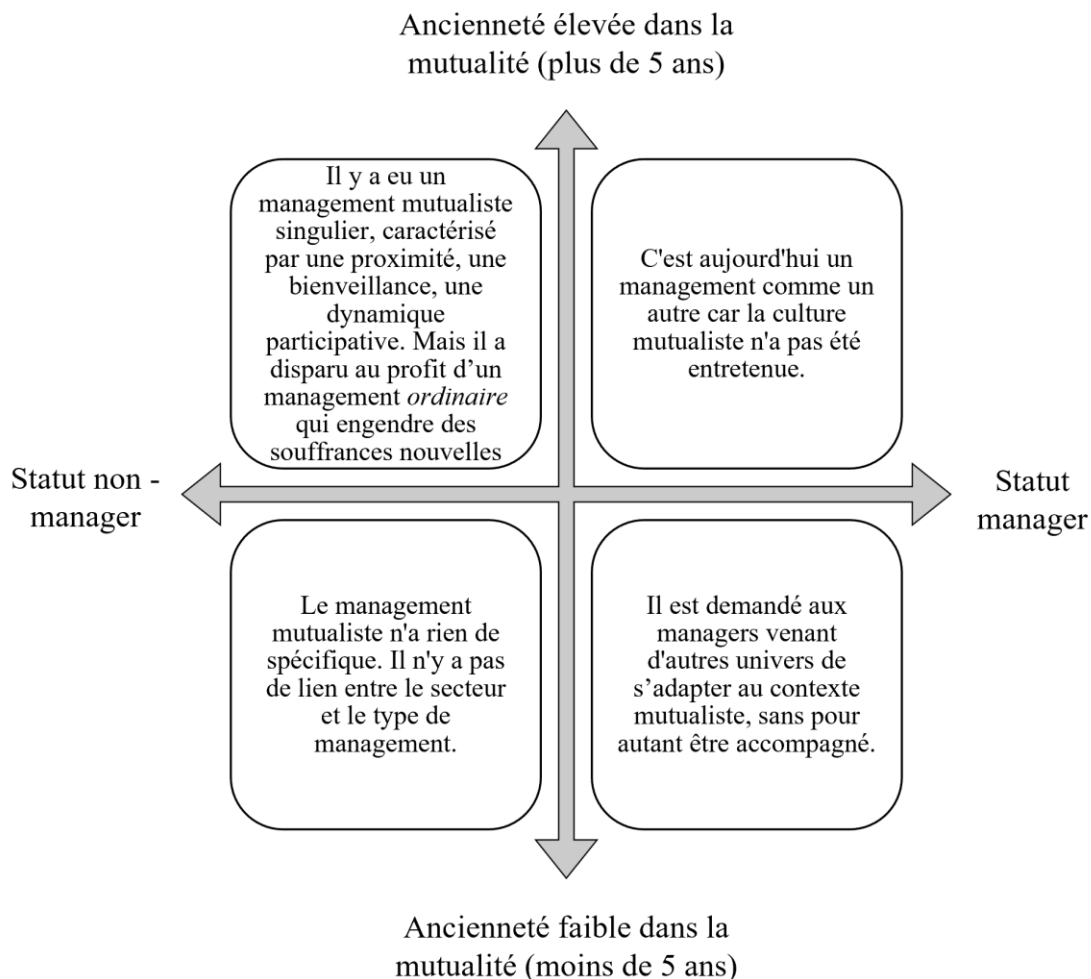 Ancienneté élevée dans la
mutualité (plus de 5 ans)
Il y a eu un
management mutualiste
singulier, caractérisé
par une proximité, une
bienveillance, une
dynamique
participative. Mais il a
disparu au profit d’un
management ordinaire
qui engendre des
souffrances nouvelles
C'est aujourd'hui un
management comme un
autre car la culture
mutualiste n'a pas été
entretenue.
Statut non -
manager
Statut
manager
Le management
mutualiste n'a rien de
spécifique. Il n'y a pas
de lien entre le secteur
et le type de
management.
Il est demandé aux
managers venant
d'autres univers de
s’adapter au contexte
mutualiste, sans pour
autant être accompagné.
Ancienneté faible dans la
mutualité (moins de 5 ans)